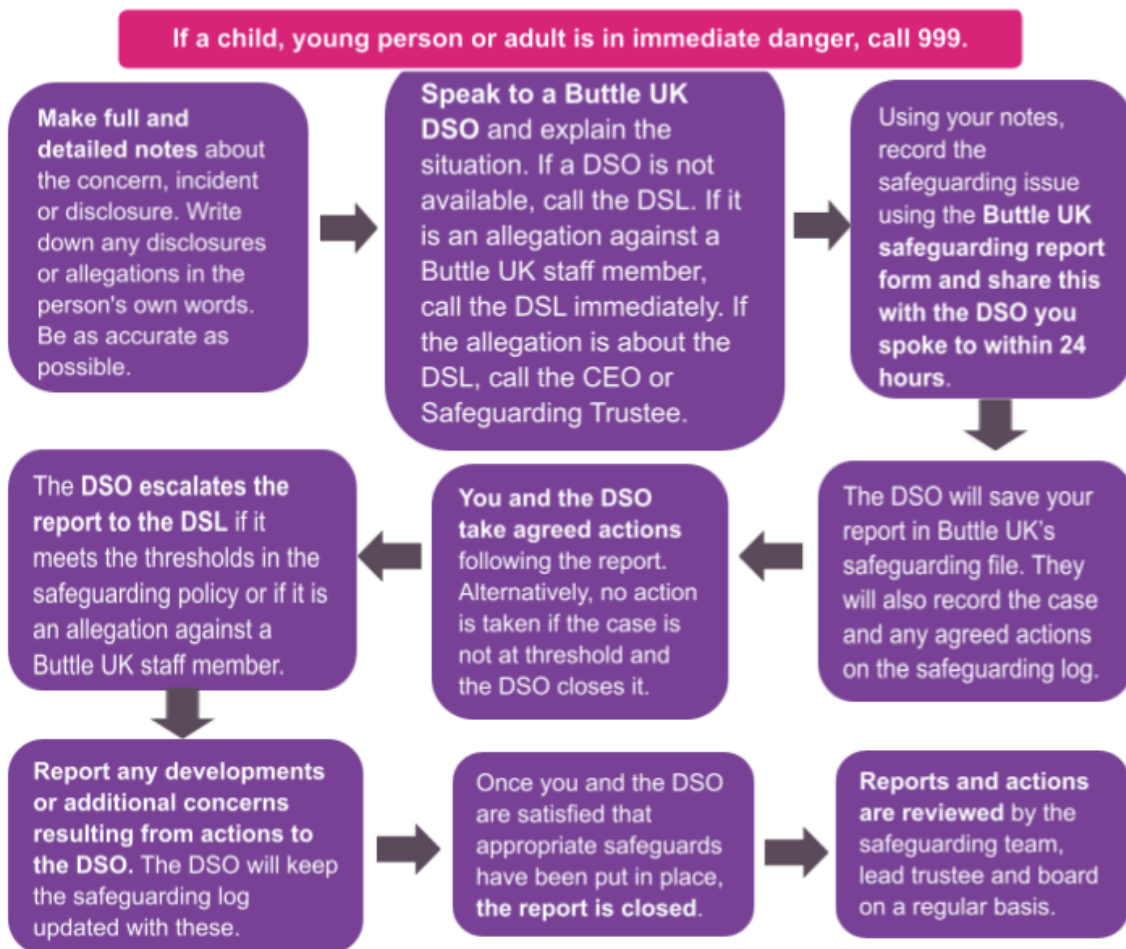 If a child, young person or adult is in immediate danger, call 999.
Make full and
detailed notes about
the concern, incident
or disclosure. Write
down any disclosures
or allegations in the
person's own words.
Be as accurate as
possible.
Speak to a Buttle UK
DSO and explain the
situation. If a DSO is not
available, call the DSL. If it
is an allegation against a
Buttle UK staff member,
call the DSL immediately. If
the allegation is about the
DSL, call the CEO or
Safeguarding Trustee.
Using your notes,
record the
safeguarding issue
using the Buttle UK
safeguarding report
form and share this
with the DSO you
spoke to within 24
hours.
The DSO will save your
report in Buttle UK's
safeguarding file. They
will also record the case
and any agreed actions
on the safeguarding log.
You and the DSO
take agreed actions
following the report.
Alternatively, no action
is taken if the case is
not at threshold and
the DSO closes it.
The DSO escalates the
report to the DSL if it
meets the thresholds in the
safeguarding policy or if it is
an allegation against a
Buttle UK staff member.
Report any developments
or additional concerns
resulting from actions to
the DSO. The DSO will keep
the safeguarding log
updated with these.
Once you and the DSO
are satisfied that
appropriate safeguards
have been put in place,
the report is closed.
Reports and actions
are reviewed by the
safeguarding team,
lead trustee and board
on a regular basis.